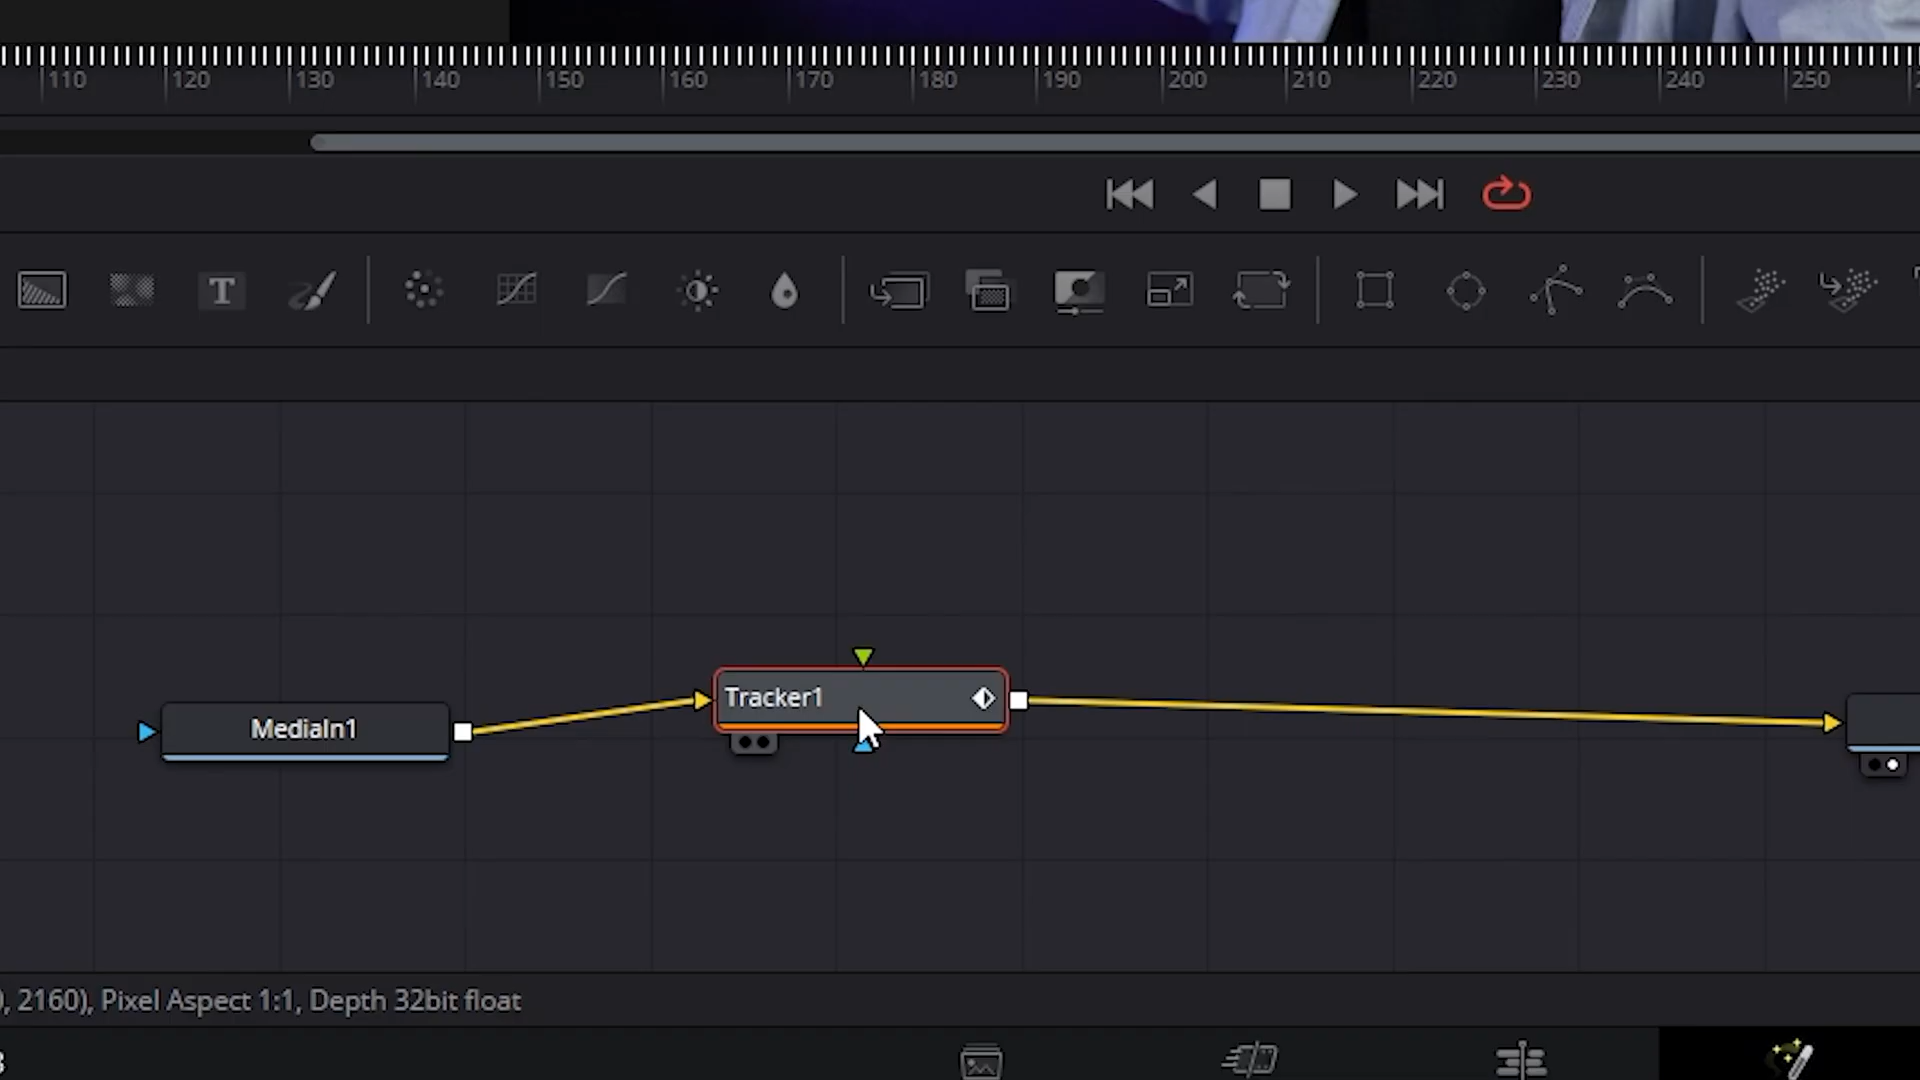 110 120 130 140 150 160 170 180 190 200 210 220 230 240 250
T
Tracker1
MediaIn1
, 2160), Pixel Aspect 1:1, Depth 32bit float